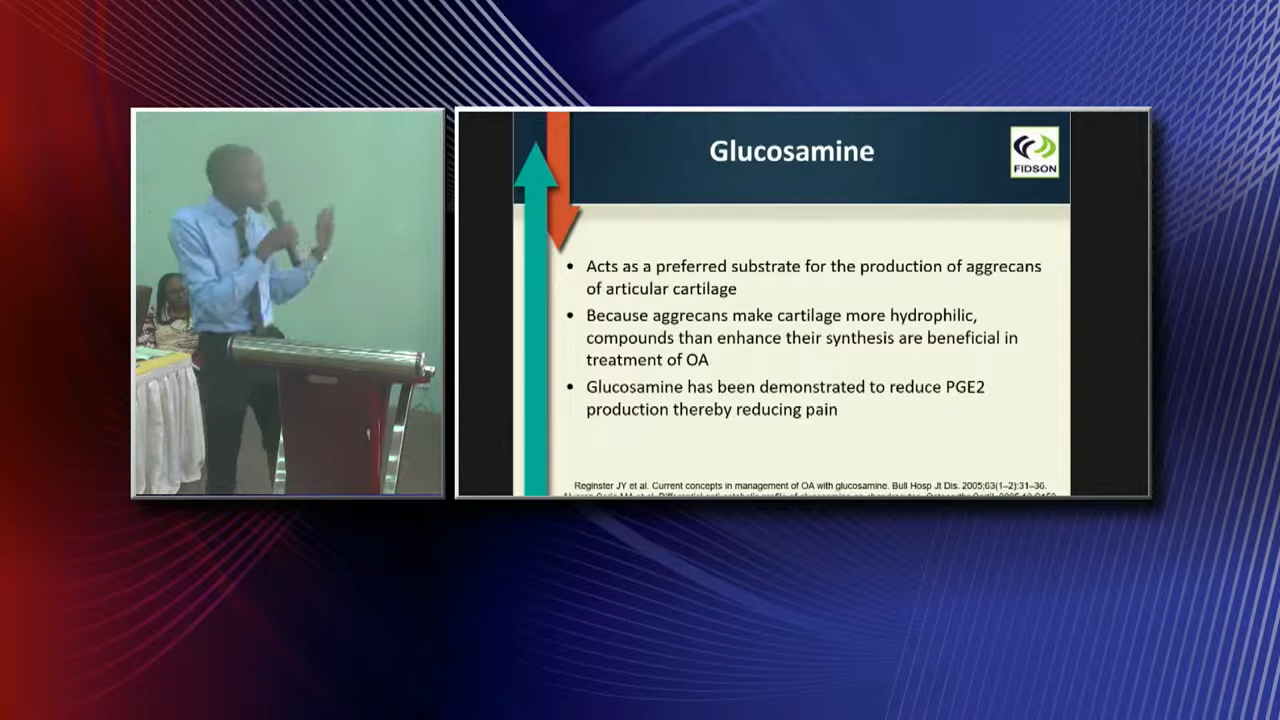 Glucosamine
FIDSON
• Acts as a preferred substrate for the production of aggrecans
of articular cartilage
• Because aggrecans make cartilage more hydrophilic,
compounds than enhance their synthesis are beneficial in
treatment of OA
• Glucosamine has been demonstrated to reduce PGE2
production thereby reducing pain
Reginster JY et al. Current concepts in management of OA with glucosamine. Bull Hosp Jt Dis. 2005;63(1–2):31–36.